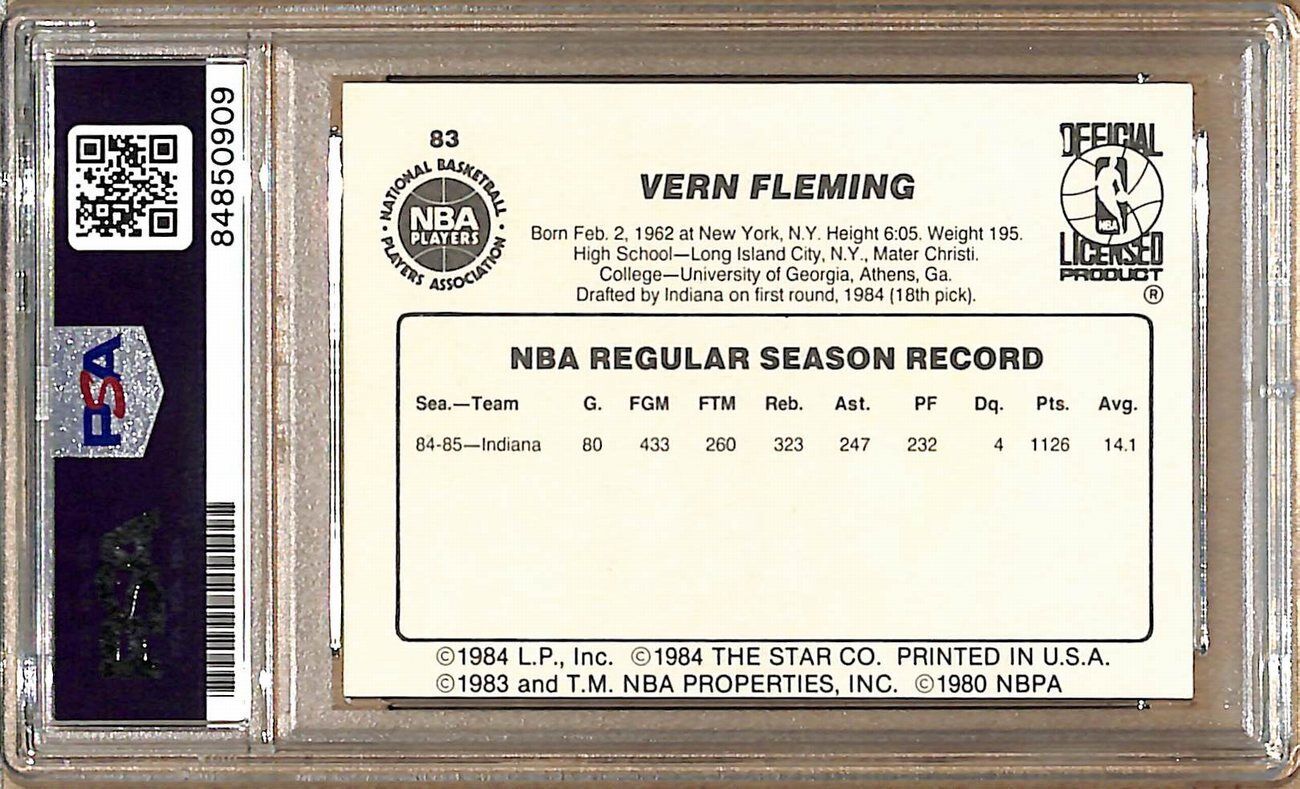 84850909
PSA
83
NATIONAL BASKETBALL
NBA
PLAYERS
PLAYERS ASSOCIATION
VERN FLEMING
Born Feb. 2, 1962 at New York, N.Y. Height 6:05. Weight 195.
High School—Long Island City, N.Y., Mater Christi.
College—University of Georgia, Athens, Ga.
Drafted by Indiana on first round, 1984 (18th pick).
OFFICIAL
NBA
LICENSED
PRODUCT
®
NBA REGULAR SEASON RECORD
Sea.—Team G. FGM FTM Reb. Ast. PF Dq. Pts. Avg.
84-85—Indiana 80 433 260 323 247 232 4 1126 14.1
©1984 L.P., Inc. ©1984 THE STAR CO. PRINTED IN U.S.A.
©1983 and T.M. NBA PROPERTIES, INC. ©1980 NBPA